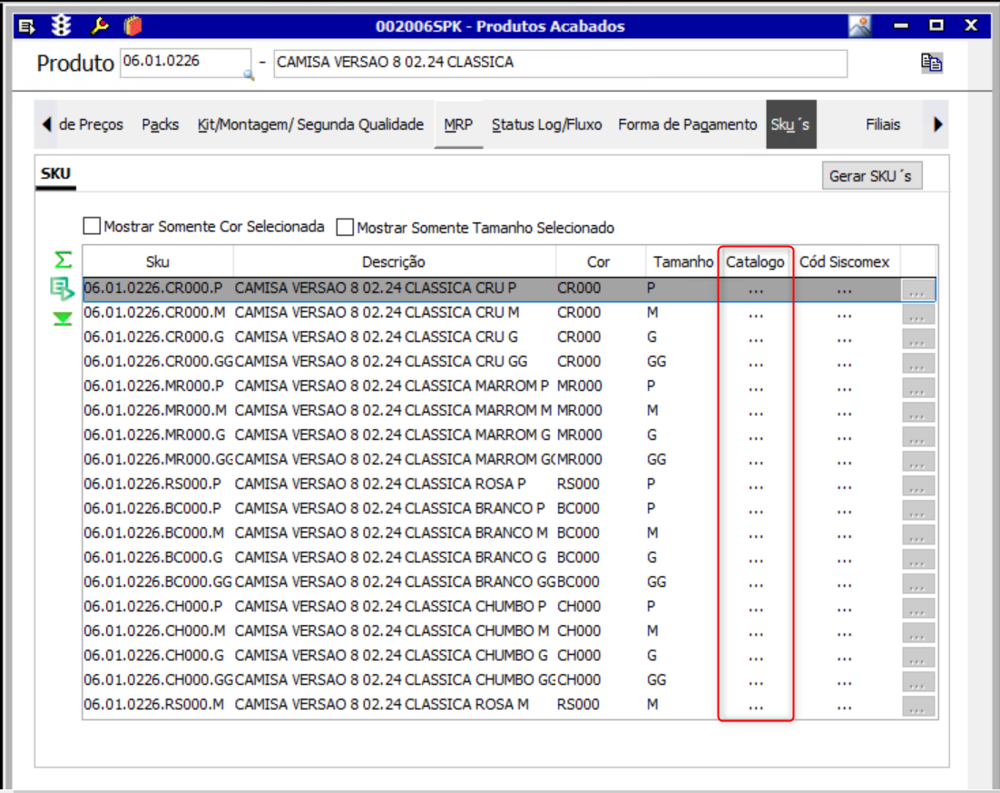 002006SPK - Produtos Acabados
Produto 06.01.0226 - CAMISA VERSAO 8 02.24 CLASSICA
de Preços Packs Kit/Montagem/ Segunda Qualidade MRP Status Log/Fluxo Forma de Pagamento Sku´s Filiais
SKU
Gerar SKU´s
Mostrar Somente Cor Selecionada Mostrar Somente Tamanho Selecionado
Sku Descrição Cor Tamanho Catalogo Cód Siscomex
06.01.0226.CR000.P CAMISA VERSAO 8 02.24 CLASSICA CRU P CR000 P ... ... ...
06.01.0226.CR000.M CAMISA VERSAO 8 02.24 CLASSICA CRU M CR000 M ... ... ...
06.01.0226.CR000.G CAMISA VERSAO 8 02.24 CLASSICA CRU G CR000 G ... ... ...
06.01.0226.CR000.GG CAMISA VERSAO 8 02.24 CLASSICA CRU GG CR000 GG ... ... ...
06.01.0226.MR000.P CAMISA VERSAO 8 02.24 CLASSICA MARROM P MR000 P ... ... ...
06.01.0226.MR000.M CAMISA VERSAO 8 02.24 CLASSICA MARROM M MR000 M ... ... ...
06.01.0226.MR000.G CAMISA VERSAO 8 02.24 CLASSICA MARROM G MR000 G ... ... ...
06.01.0226.MR000.GG CAMISA VERSAO 8 02.24 CLASSICA MARROM G MR000 GG ... ... ...
06.01.0226.RS000.P CAMISA VERSAO 8 02.24 CLASSICA ROSA P RS000 P ... ... ...
06.01.0226.BC000.P CAMISA VERSAO 8 02.24 CLASSICA BRANCO P BC000 P ... ... ...
06.01.0226.BC000.M CAMISA VERSAO 8 02.24 CLASSICA BRANCO M BC000 M ... ... ...
06.01.0226.BC000.G CAMISA VERSAO 8 02.24 CLASSICA BRANCO G BC000 G ... ... ...
06.01.0226.BC000.GG CAMISA VERSAO 8 02.24 CLASSICA BRANCO GG BC000 GG ... ... ...
06.01.0226.CH000.P CAMISA VERSAO 8 02.24 CLASSICA CHUMBO P CH000 P ... ... ...
06.01.0226.CH000.M CAMISA VERSAO 8 02.24 CLASSICA CHUMBO M CH000 M ... ... ...
06.01.0226.CH000.G CAMISA VERSAO 8 02.24 CLASSICA CHUMBO G CH000 G ... ... ...
06.01.0226.CH000.GG CAMISA VERSAO 8 02.24 CLASSICA CHUMBO GG CH000 GG ... ... ...
06.01.0226.RS000.M CAMISA VERSAO 8 02.24 CLASSICA ROSA M RS000 M ... ... ...